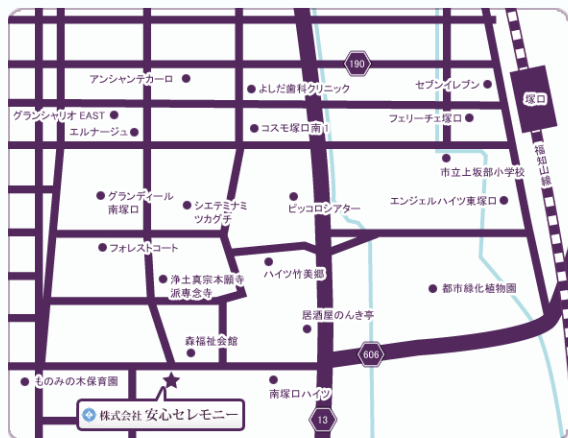 190
アンシャンテカーロ
よしだ歯科クリニック
セブンイレブン
塚口
グランシャリオ EAST
エルナージュ
コスモ塚口南1
フェリーチェ塚口
福知山線
市立上坂部小学校
グランディール
南塚口
シエテミナミ
ツカグチ
ピッコロシアター
エンジェルハイツ東塚口
フォレストコート
ハイツ竹美郷
浄土真宗本願寺
派専念寺
都市緑化植物園
居酒屋のんき亭
森福祉会館
606
ものみの木保育園
南塚口ハイツ
株式会社 安心セレモニー
13